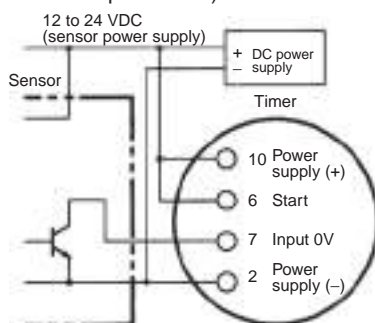 12 to 24 VDC
(sensor power supply)
+ DC power
– supply
Sensor
Timer
10 Power
supply (+)
6 Start
7 Input 0V
2 Power
supply (–)